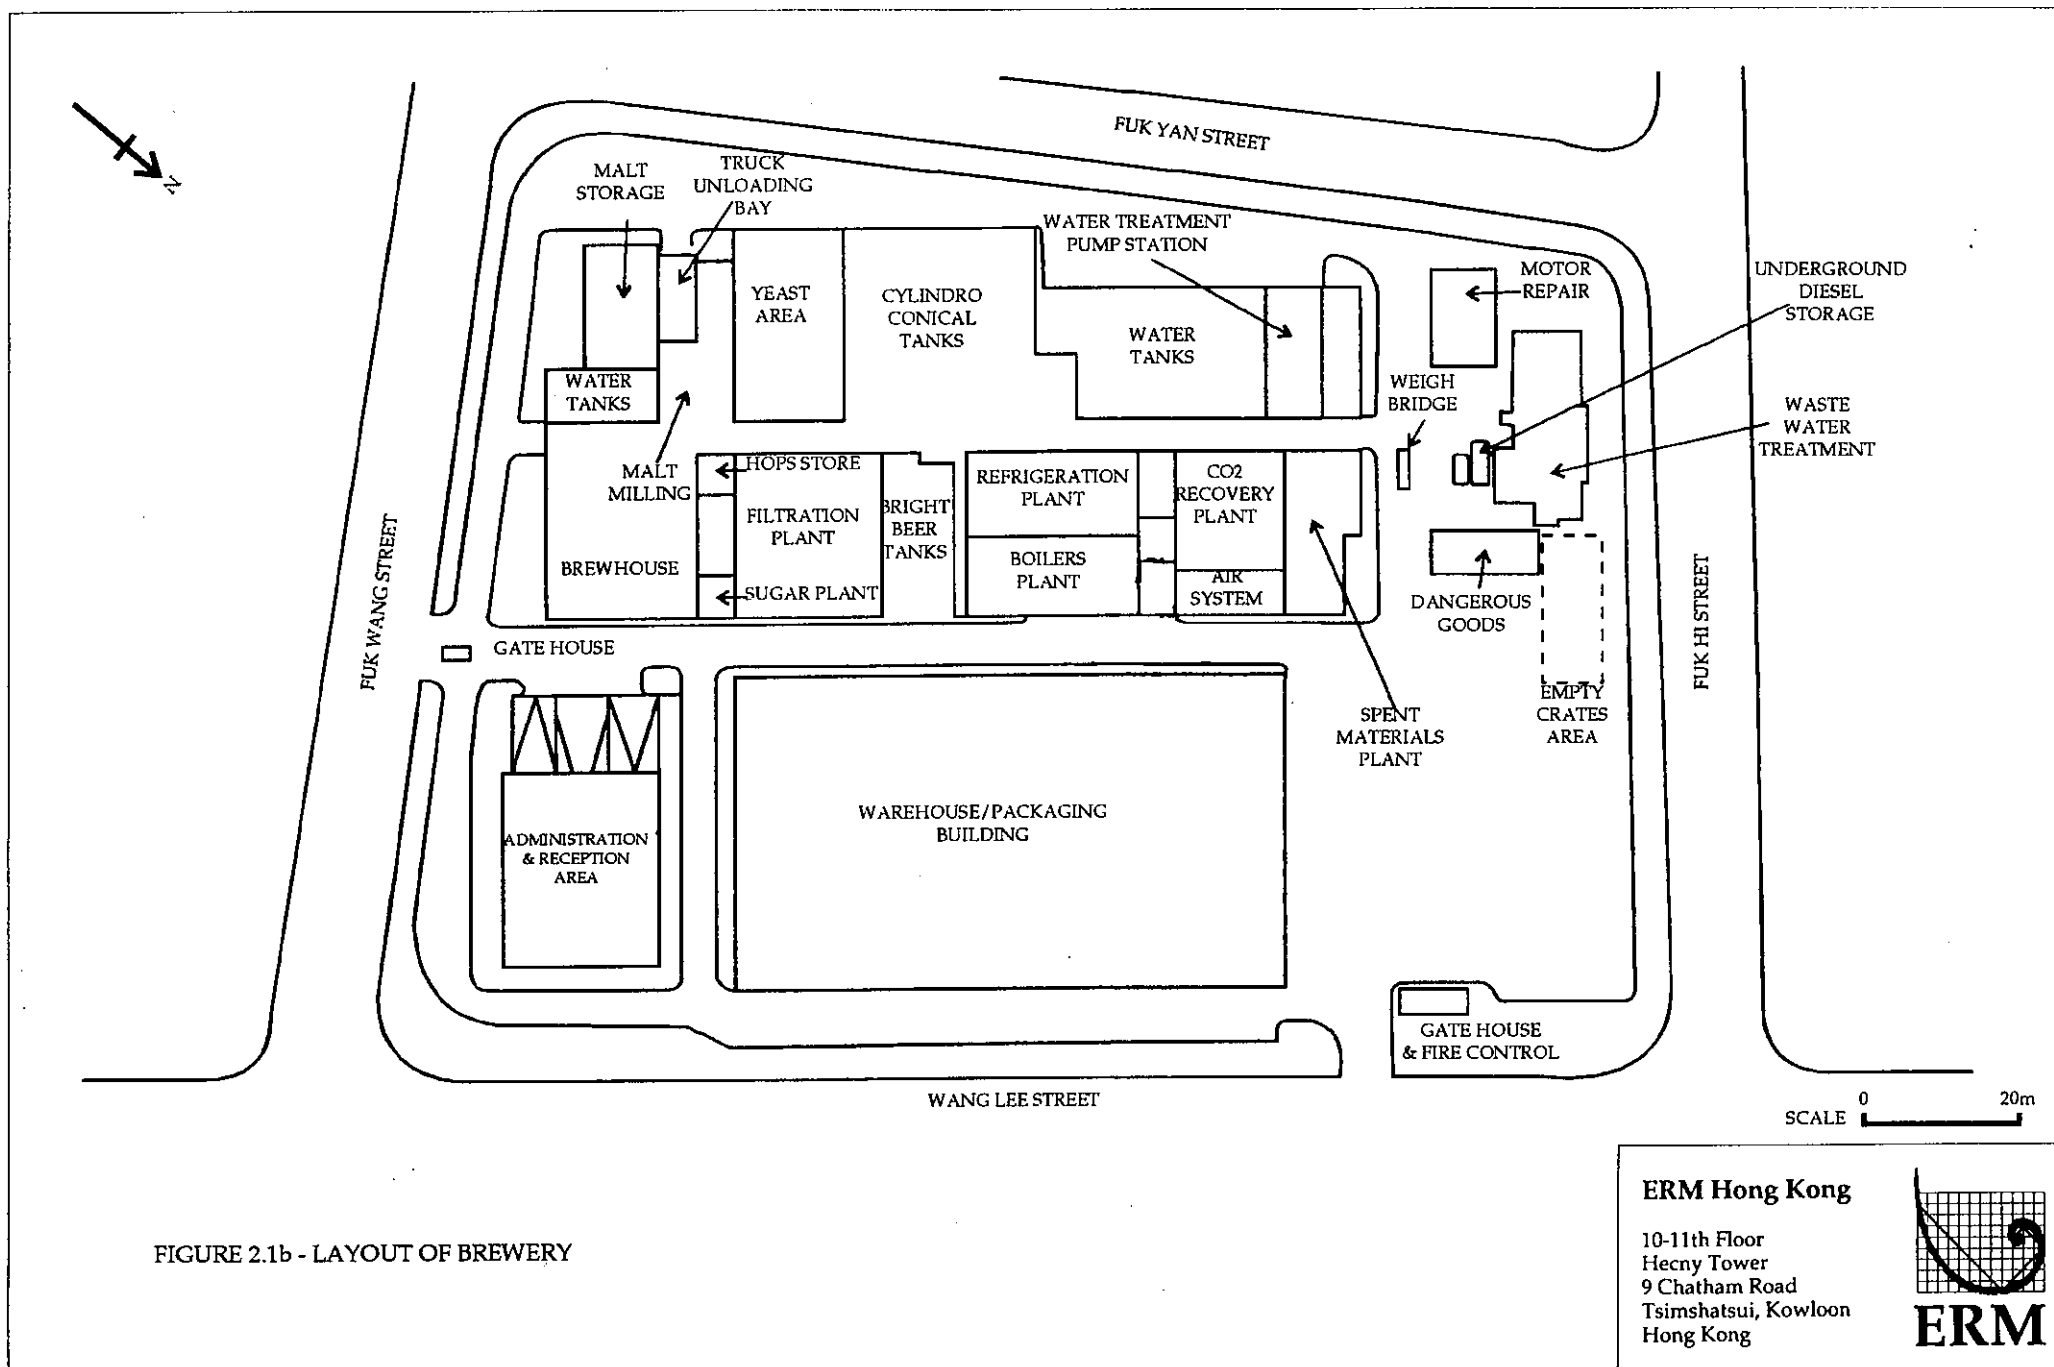 FUK YAN STREET
N
MALT
STORAGE
TRUCK
UNLOADING
BAY
WATER TREATMENT
PUMP STATION
MOTOR
REPAIR
UNDERGROUND
DIESEL
STORAGE
YEAST
AREA
CYLINDRO
CONICAL
TANKS
WATER
TANKS
WATER
TANKS
WEIGH
BRIDGE
WASTE
WATER
TREATMENT
MALT
MILLING
HOPS STORE
FILTRATION
PLANT
BRIGHT
BEER
TANKS
REFRIGERATION
PLANT
CO2
RECOVERY
PLANT
BREWHOUSE
SUGAR PLANT
BOILERS
PLANT
AIR
SYSTEM
DANGEROUS
GOODS
FUK WANG STREET
FUK HI STREET
GATE HOUSE
SPENT
MATERIALS
PLANT
EMPTY
CRATES
AREA
ADMINISTRATION
& RECEPTION
AREA
WAREHOUSE/PACKAGING
BUILDING
GATE HOUSE
& FIRE CONTROL
WANG LEE STREET
0 20m
SCALE
FIGURE 2.1b - LAYOUT OF BREWERY
ERM Hong Kong
10-11th Floor
Hecny Tower
9 Chatham Road
Tsimshatsui, Kowloon
Hong Kong
ERM